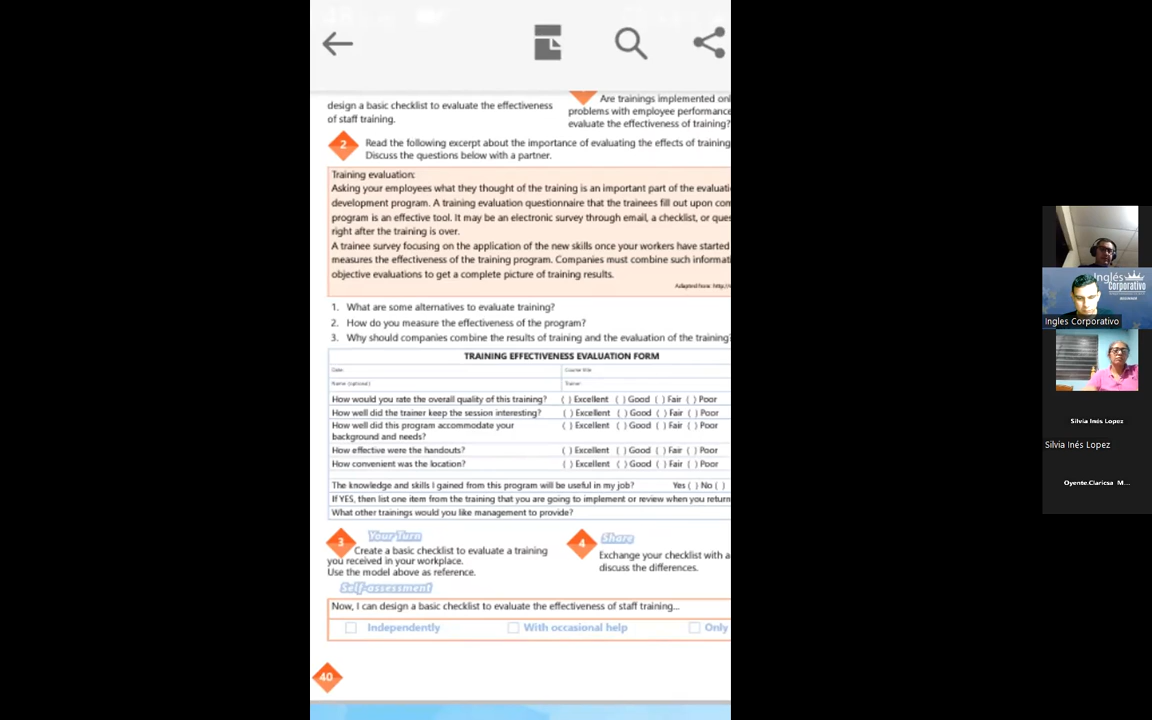 design a basic checklist to evaluate the effectiveness
of staff training.
Are trainings implemented onl
problems with employee performance
evaluate the effectiveness of training?
2
Read the following excerpt about the importance of evaluating the effects of training
Discuss the questions below with a partner.
Training evaluation:
Asking your employees what they thought of the training is an important part of the evaluati
development program. A training evaluation questionnaire that the trainees fill out upon com
program is an effective tool. It may be an electronic survey through email, a checklist, or ques
right after the training is over.
A trainee survey focusing on the application of the new skills once your workers have started
measures the effectiveness of the training program. Companies must combine such informati
objective evaluations to get a complete picture of training results.
Adapted from: http://
1. What are some alternatives to evaluate training?
2. How do you measure the effectiveness of the program?
3. Why should companies combine the results of training and the evaluation of the training?
TRAINING EFFECTIVENESS EVALUATION FORM
Date:
Course title:
Name (optional)
Trainer:
How would you rate the overall quality of this training? ( ) Excellent ( ) Good ( ) Fair ( ) Poor
How well did the trainer keep the session interesting? ( ) Excellent ( ) Good ( ) Fair ( ) Poor
How well did this program accommodate your ( ) Excellent ( ) Good ( ) Fair ( ) Poor
background and needs?
How effective were the handouts? ( ) Excellent ( ) Good ( ) Fair ( ) Poor
How convenient was the location? ( ) Excellent ( ) Good ( ) Fair ( ) Poor
The knowledge and skills I gained from this program will be useful in my job? Yes ( ) No ( )
If YES, then list one item from the training that you are going to implement or review when you return
What other trainings would you like management to provide?
3
Your Turn
Create a basic checklist to evaluate a training
you received in your workplace.
Use the model above as reference.
4
Share
Exchange your checklist with a
discuss the differences.
Self-assessment
Now, I can design a basic checklist to evaluate the effectiveness of staff training...
Independently
With occasional help
Only
40
Inglés
Corporativo
Ingles Corporativo
Silvia Inés Lopez
Silvia Inés Lopez
Oyente.Claricsa M...